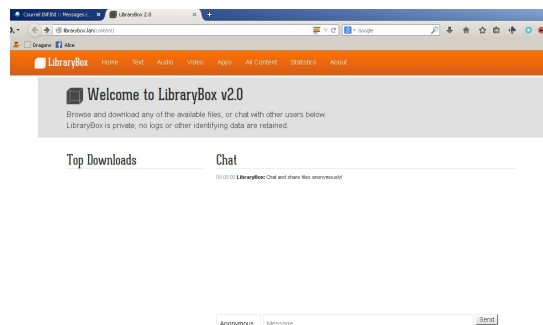 Courriel INFINI :: Messages r...
LibraryBox 2.0
librarybox.lan/content/
Google
Dragons
Alice
LibraryBox
Home
Text
Audio
Video
Apps
All Content
Statistics
About
Welcome to LibraryBox v2.0
Browse and download any of the available files, or chat with other users below.
LibraryBox is private; no logs or other identifying data are retained.
Top Downloads
Chat
00:00:00 LibraryBox: Chat and share files anonymously!
Anonymous
Message
Send